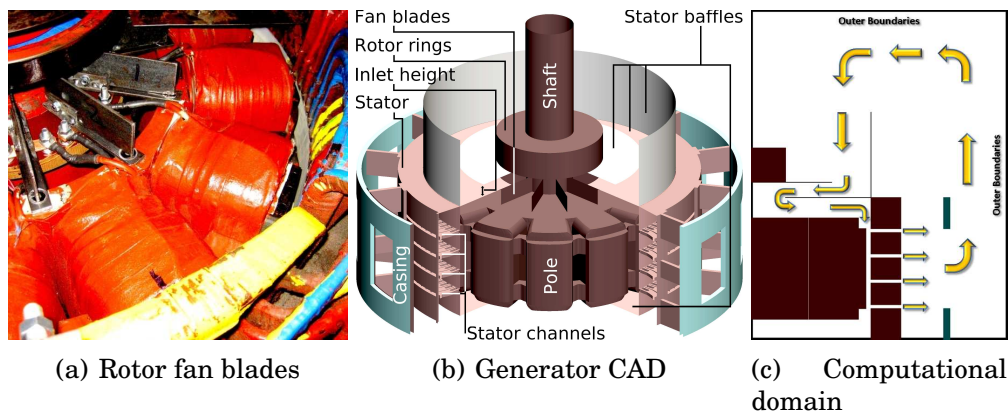 Fan blades
Rotor rings
Inlet height
Stator
Stator baffles
Shaft
Casing
Pole
Stator channels
Outer Boundaries
Outer Boundaries
(a) Rotor fan blades
(b) Generator CAD
(c) Computational
domain